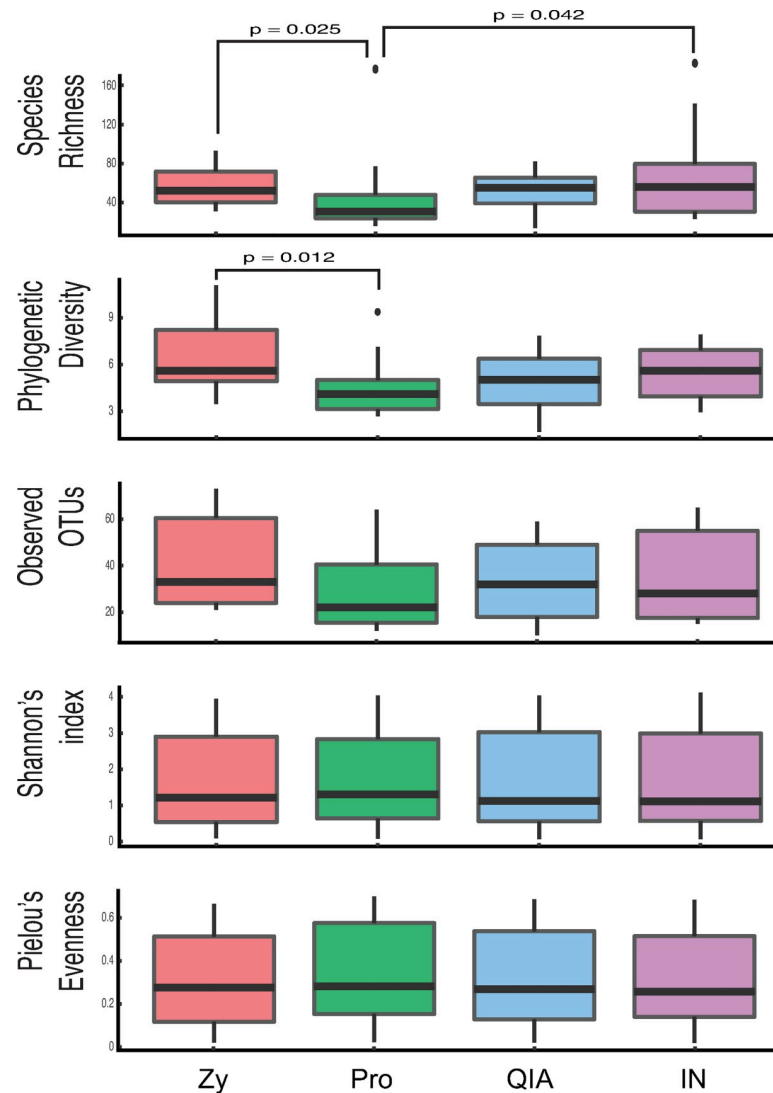 p = 0.025
p = 0.042
Species
Richness
160
120
80
40
p = 0.012
Phylogenetic
Diversity
9
6
3
Observed
OTUs
60
40
20
Shannon's
index
4
3
2
1
0
Pielou's
Evenness
0.6
0.4
0.2
0
Zy Pro QIA IN